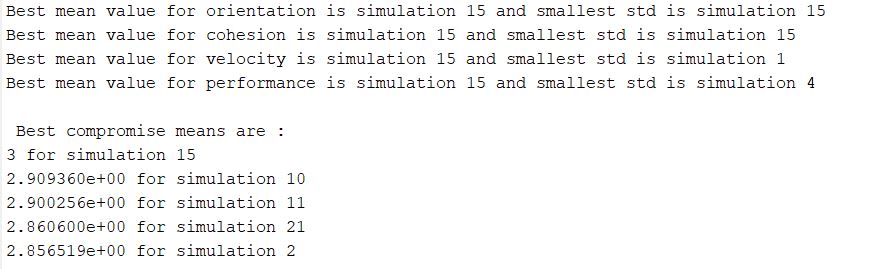 Best mean value for orientation is simulation 15 and smallest std is simulation 15
Best mean value for cohesion is simulation 15 and smallest std is simulation 15
Best mean value for velocity is simulation 15 and smallest std is simulation 1
Best mean value for performance is simulation 15 and smallest std is simulation 4
Best compromise means are :
3 for simulation 15
2.909360e+00 for simulation 10
2.900256e+00 for simulation 11
2.860600e+00 for simulation 21
2.856519e+00 for simulation 2